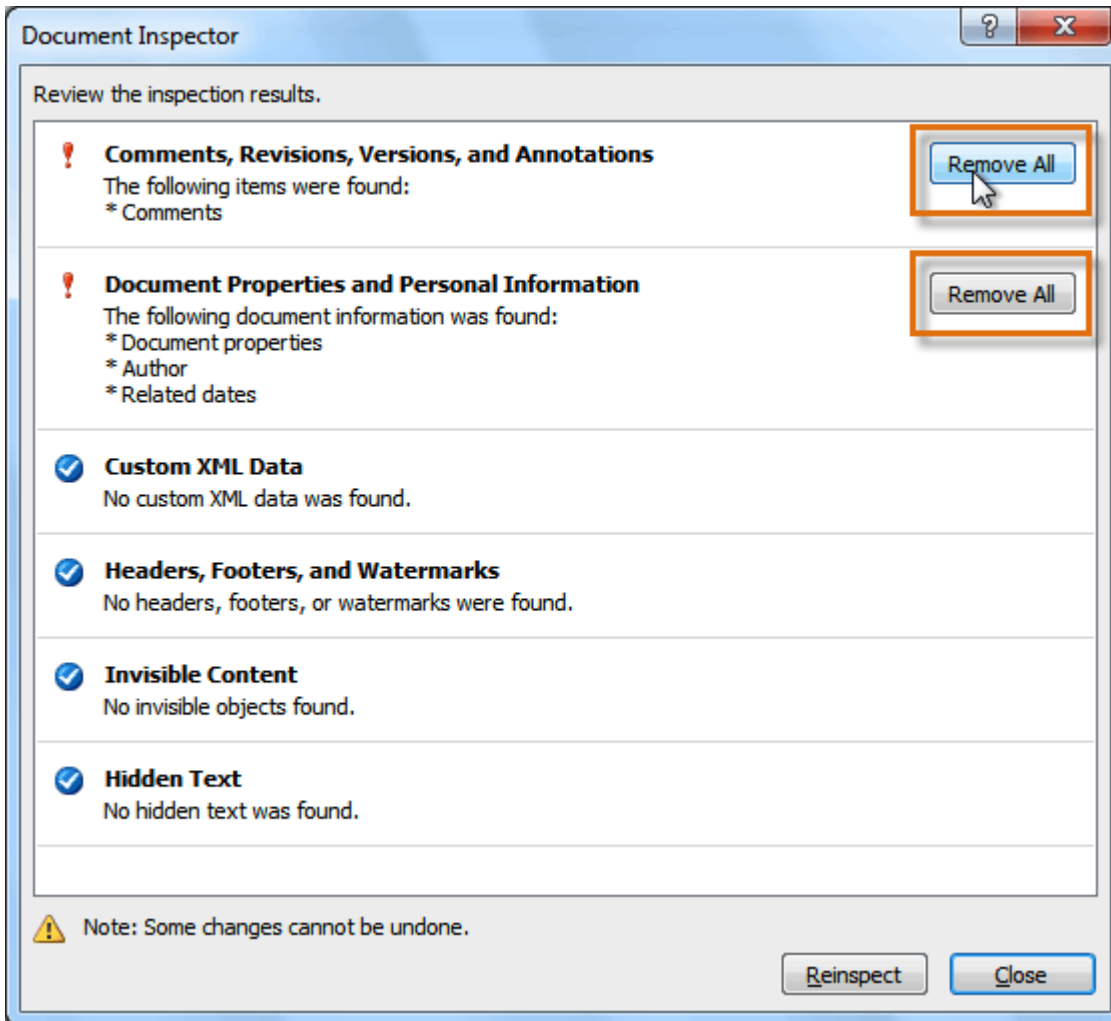 Document Inspector
Review the inspection results.
Comments, Revisions, Versions, and Annotations
Remove All
The following items were found:
* Comments
Document Properties and Personal Information
Remove All
The following document information was found:
* Document properties
* Author
* Related dates
Custom XML Data
No custom XML data was found.
Headers, Footers, and Watermarks
No headers, footers, or watermarks were found.
Invisible Content
No invisible objects found.
Hidden Text
No hidden text was found.
Note: Some changes cannot be undone.
Reinspect
Close